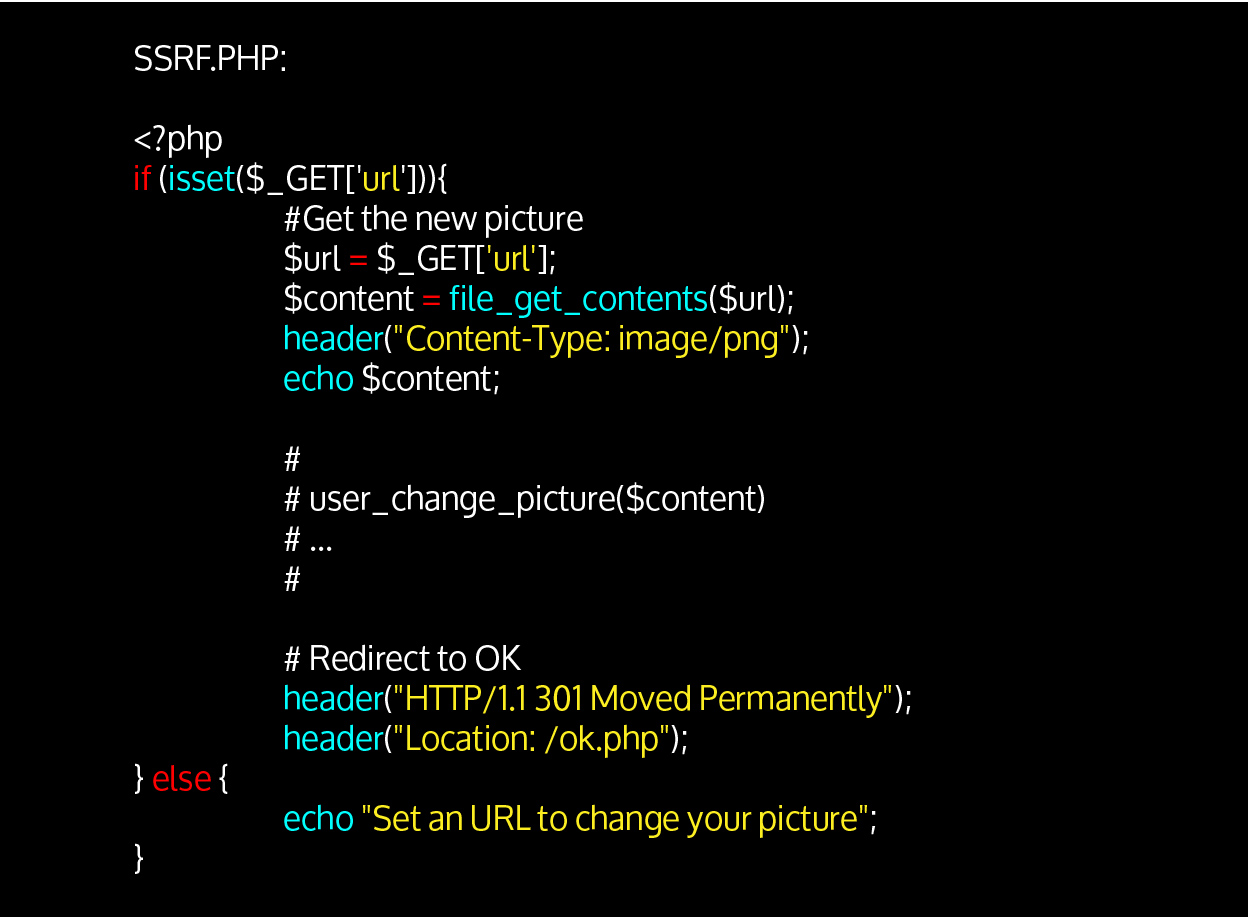 SSRF.PHP:
<?php
if (isset($_GET['url'])){
#Get the new picture
$url = $_GET['url'];
$content = file_get_contents($url);
header("Content-Type: image/png");
echo $content;
#
# user_change_picture($content)
# ...
#
# Redirect to OK
header("HTTP/1.1 301 Moved Permanently");
header("Location: /ok.php");
} else {
echo "Set an URL to change your picture";
}